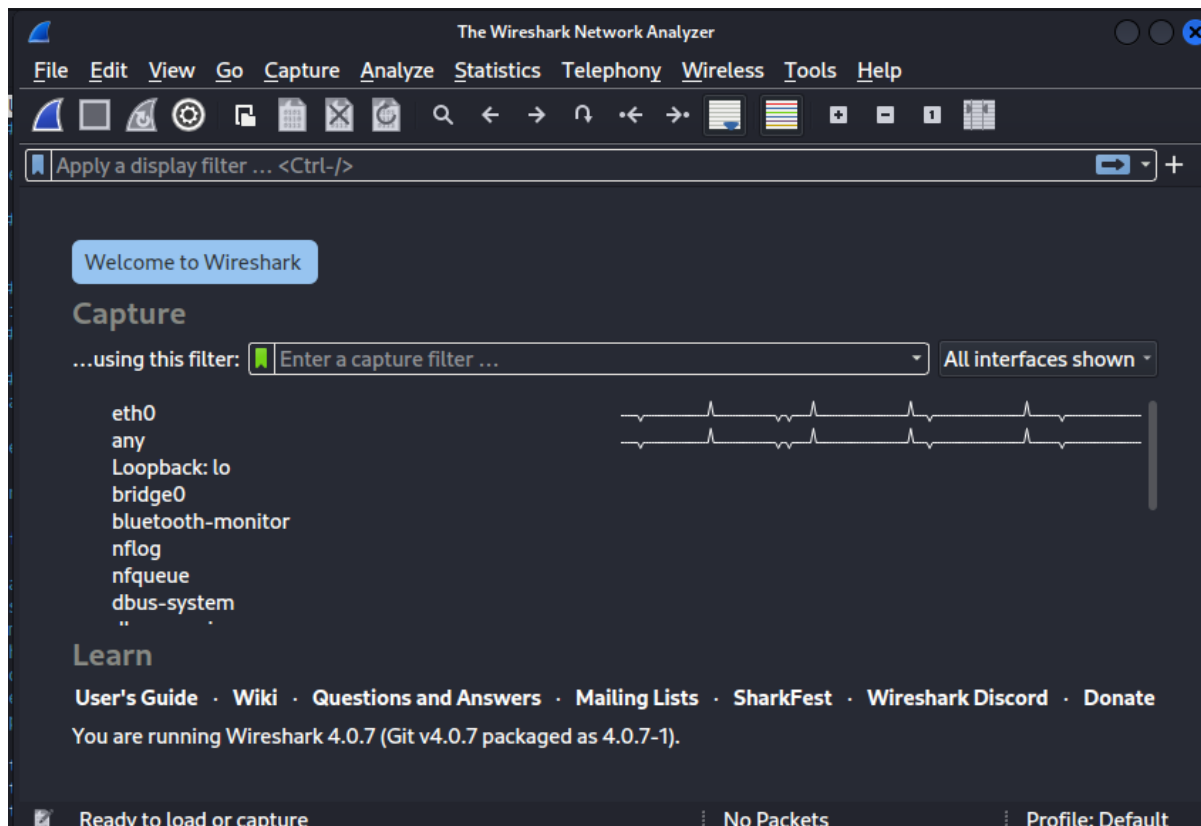 The Wireshark Network Analyzer
File Edit View Go Capture Analyze Statistics Telephony Wireless Tools Help
Apply a display filter … <Ctrl-/>
Welcome to Wireshark
Capture
…using this filter: Enter a capture filter … All interfaces shown
eth0
any
Loopback: lo
bridge0
bluetooth-monitor
nflog
nfqueue
dbus-system
Learn
User's Guide · Wiki · Questions and Answers · Mailing Lists · SharkFest · Wireshark Discord · Donate
You are running Wireshark 4.0.7 (Git v4.0.7 packaged as 4.0.7-1).
Ready to load or capture No Packets Profile: Default